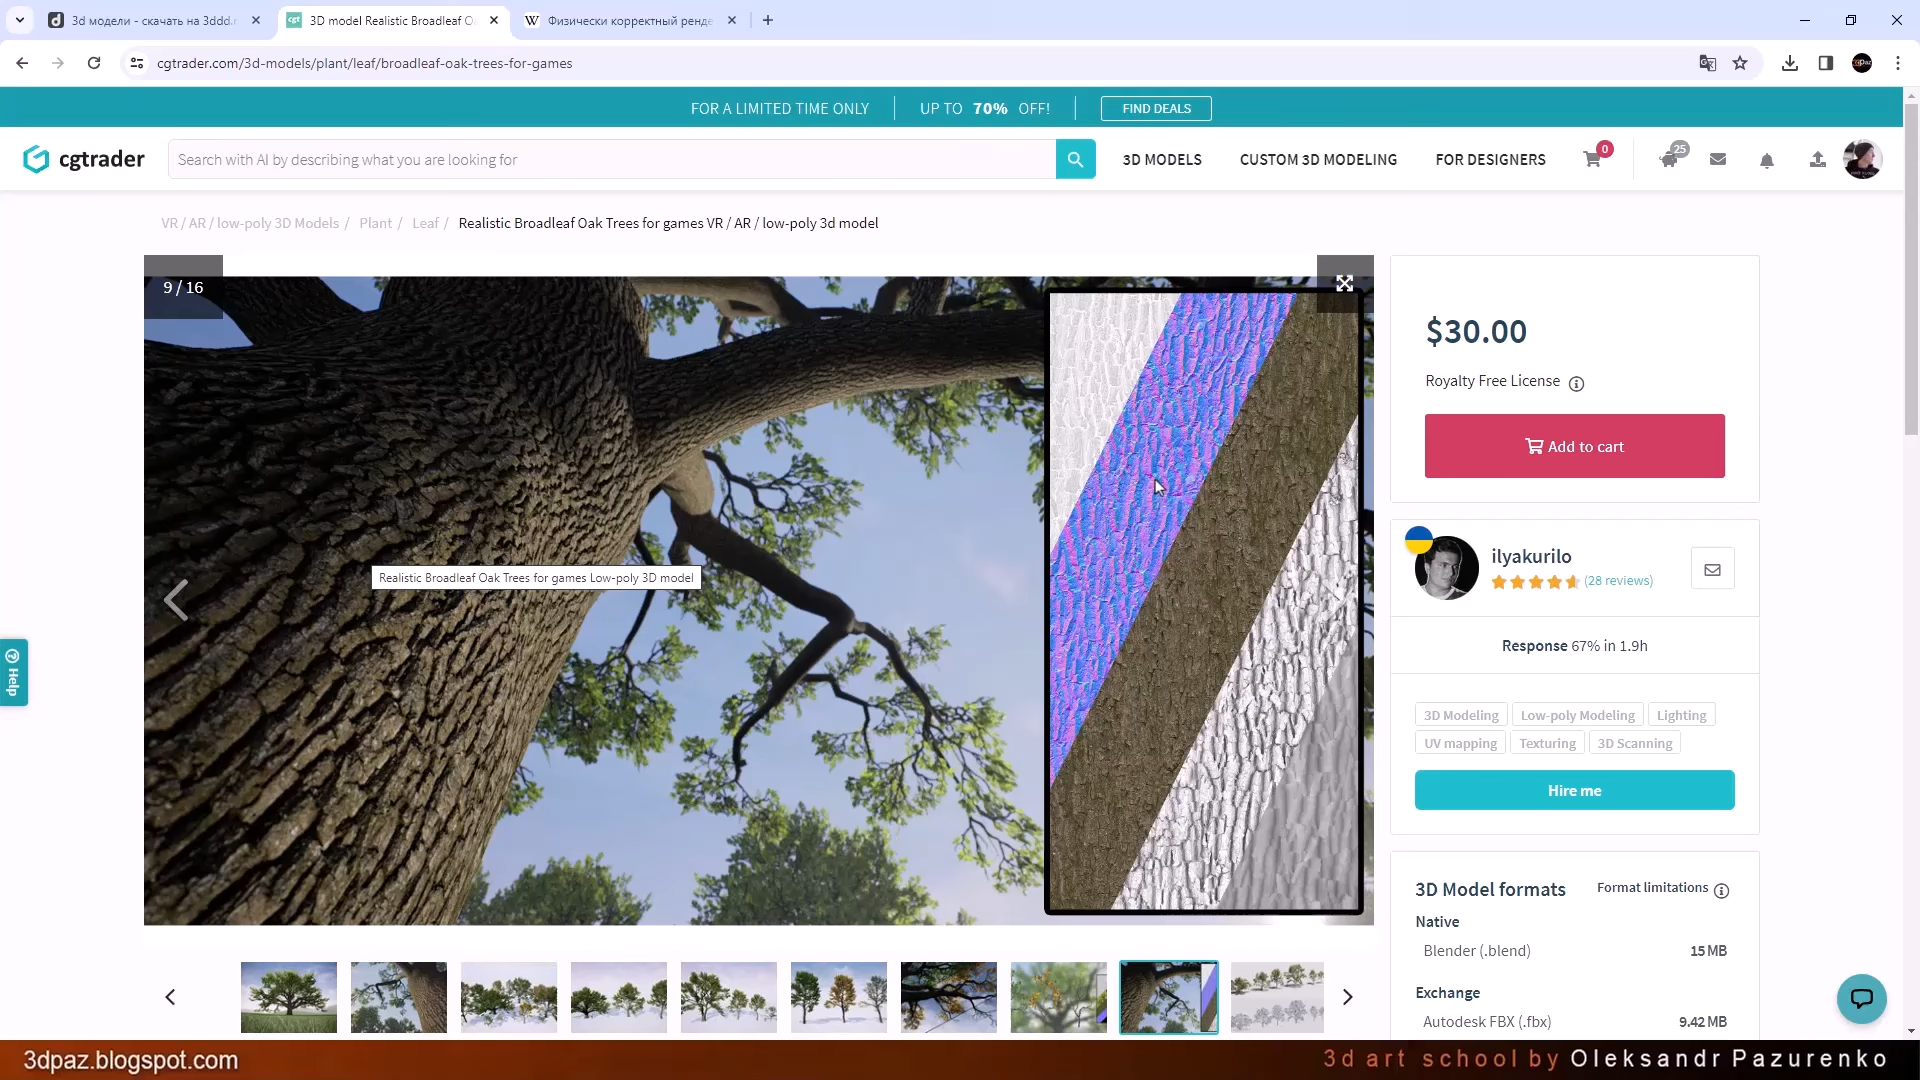 3d модели - скачать на 3ddd.r
3D model Realistic Broadleaf O
Физически корректный ренде
cgtrader.com/3d-models/plant/leaf/broadleaf-oak-trees-for-games
FOR A LIMITED TIME ONLY
UP TO 70% OFF!
FIND DEALS
cgtrader
Search with AI by describing what you are looking for
3D MODELS
CUSTOM 3D MODELING
FOR DESIGNERS
0
25
VR / AR / low-poly 3D Models / Plant / Leaf / Realistic Broadleaf Oak Trees for games VR / AR / low-poly 3d model
9 / 16
$30.00
Royalty Free License
Add to cart
ilyakurilo
(28 reviews)
Realistic Broadleaf Oak Trees for games Low-poly 3D model
Response 67% in 1.9h
Help
3D Modeling
Low-poly Modeling
Lighting
UV mapping
Texturing
3D Scanning
Hire me
3D Model formats
Format limitations
Native
Blender (.blend)
15 MB
Exchange
Autodesk FBX (.fbx)
9.42 MB
3dpaz.blogspot.com
3d art school by Oleksandr Pazurenko